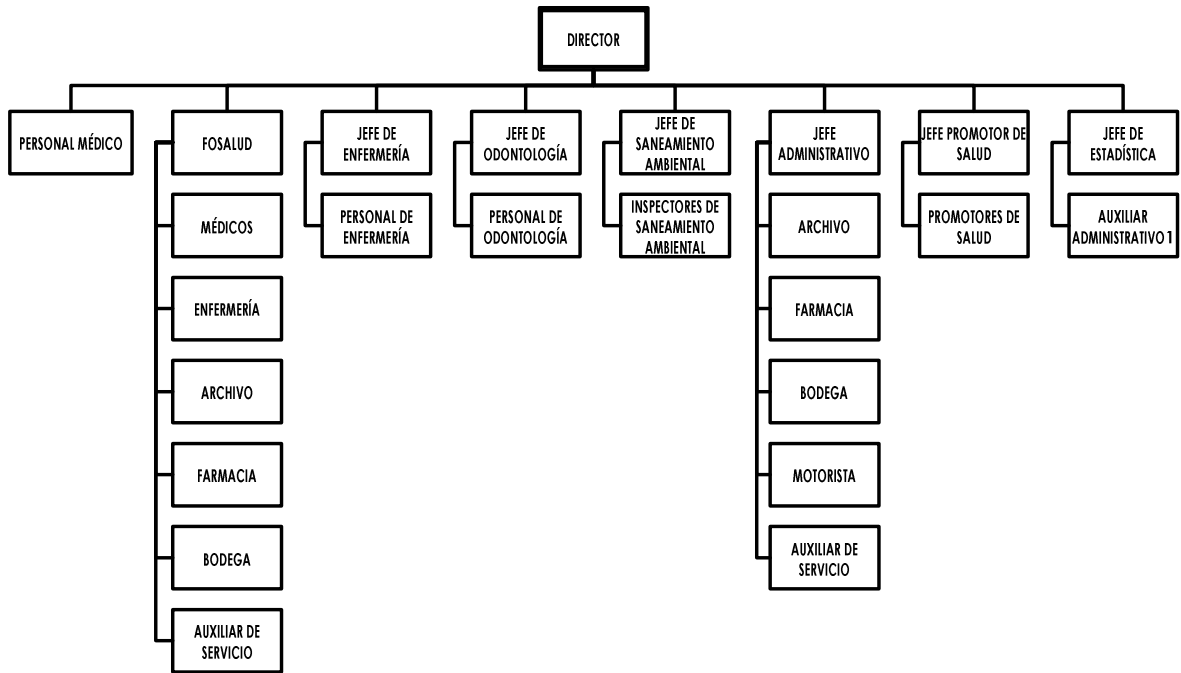 DIRECTOR
PERSONAL MÉDICO
FOSALUD
MÉDICOS
ENFERMERÍA
ARCHIVO
FARMACIA
BODEGA
AUXILIAR DE
SERVICIO
JEFE DE
ENFERMERÍA
PERSONAL DE
ENFERMERÍA
JEFE DE
ODONTOLOGÍA
PERSONAL DE
ODONTOLOGÍA
JEFE DE
SANEAMIENTO
AMBIENTAL
INSPECTORES DE
SANEAMIENTO
AMBIENTAL
JEFE
ADMINISTRATIVO
ARCHIVO
FARMACIA
BODEGA
MOTORISTA
AUXILIAR DE
SERVICIO
JEFE PROMOTOR DE
SALUD
PROMOTORES DE
SALUD
JEFE DE
ESTADÍSTICA
AUXILIAR
ADMINISTRATIVO 1